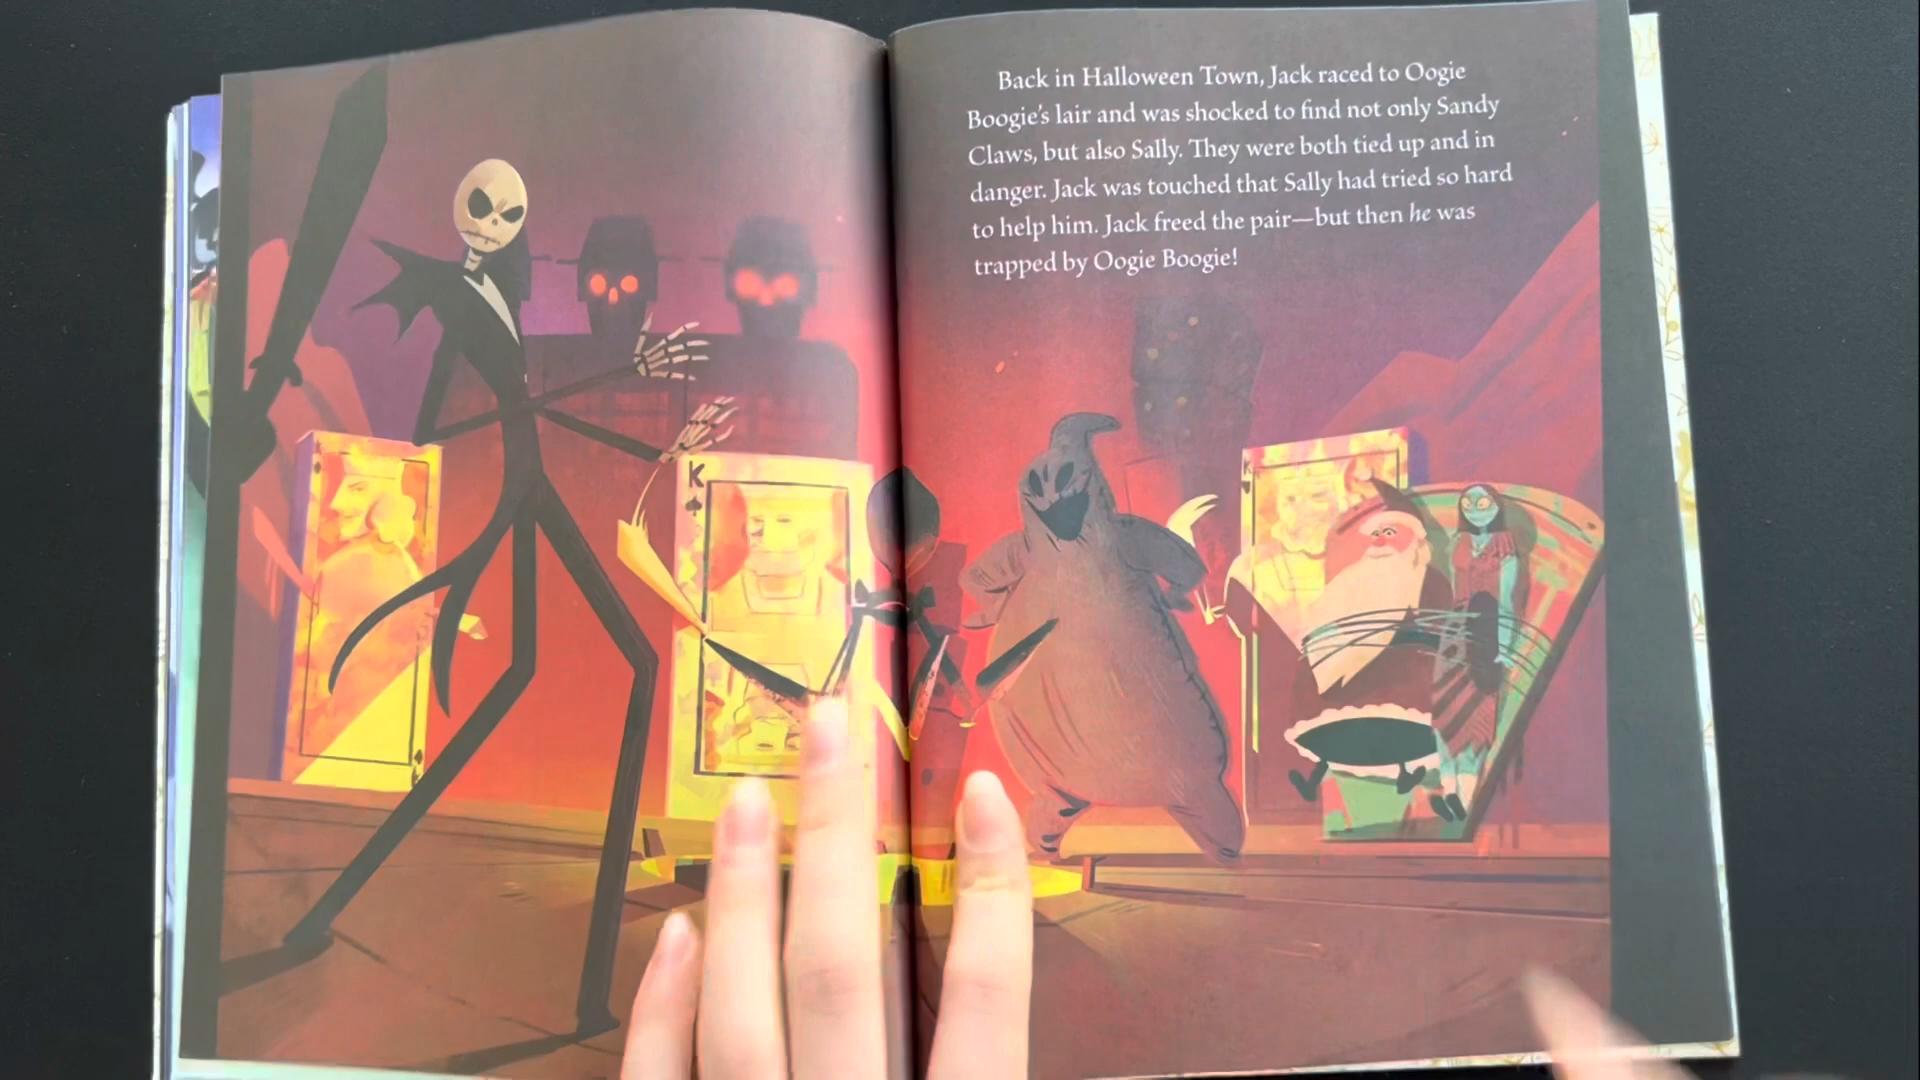 Back in Halloween Town, Jack raced to Oogie
Boogie's lair and was shocked to find not only Sandy
Claws, but also Sally. They were both tied up and in
danger. Jack was touched that Sally had tried so hard
to help him. Jack freed the pair—but then he was
trapped by Oogie Boogie!
K
K